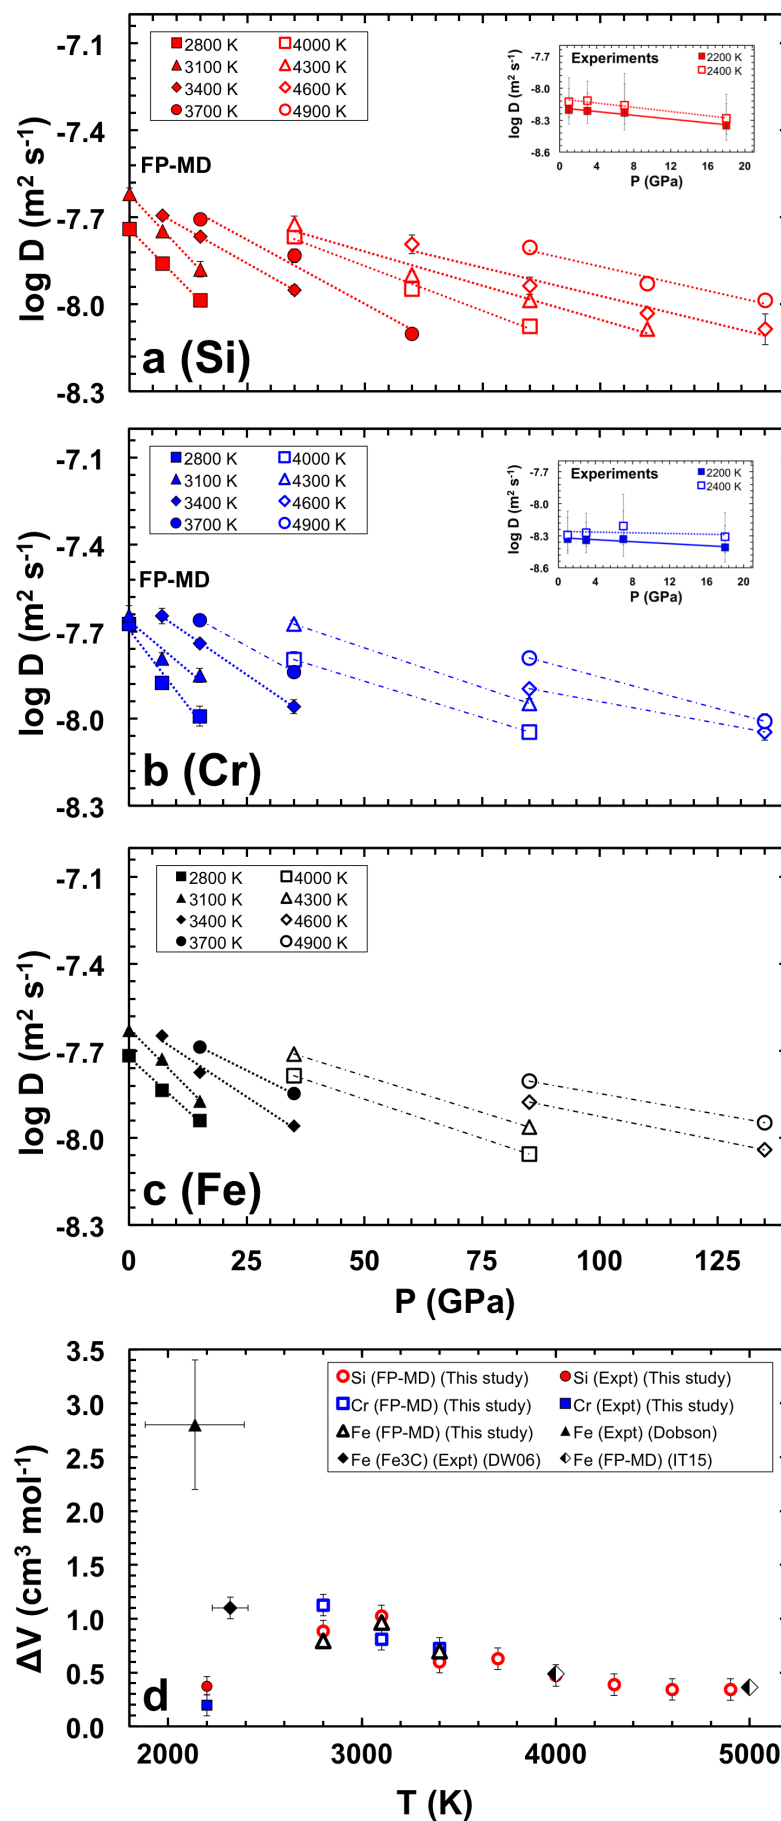 -7.1
2800 K 4000 K
3100 K 4300 K
3400 K 4600 K
3700 K 4900 K
-7.4
FP-MD
-7.7
log D (m² s⁻¹)
-8.0
a (Si)
-8.3
Experiments
2200 K
2400 K
-7.7
log D (m² s⁻¹)
-8.0
-8.3
-8.6
0 4 8 12 16 20
P (GPa)
-7.1
2800 K 4000 K
3100 K 4300 K
3400 K 4600 K
3700 K 4900 K
-7.4
FP-MD
-7.7
log D (m² s⁻¹)
-8.0
b (Cr)
-8.3
Experiments
2200 K
2400 K
-7.7
log D (m² s⁻¹)
-8.0
-8.3
-8.6
0 4 8 12 16 20
P (GPa)
-7.1
2800 K 4000 K
3100 K 4300 K
3400 K 4600 K
3700 K 4900 K
-7.4
-7.7
log D (m² s⁻¹)
-8.0
c (Fe)
-8.3
0 25 50 75 100 125
P (GPa)
3.5
Si (FP-MD) (This study) Si (Expt) (This study)
Cr (FP-MD) (This study) Cr (Expt) (This study)
Fe (FP-MD) (This study) Fe (Expt) (Dobson)
Fe (Fe3C) (Expt) (DW06) Fe (FP-MD) (IT15)
3.0
2.5
2.0
1.5
ΔV (cm³ mol⁻¹)
1.0
0.5
d
0.0
2000 3000 4000 5000
T (K)